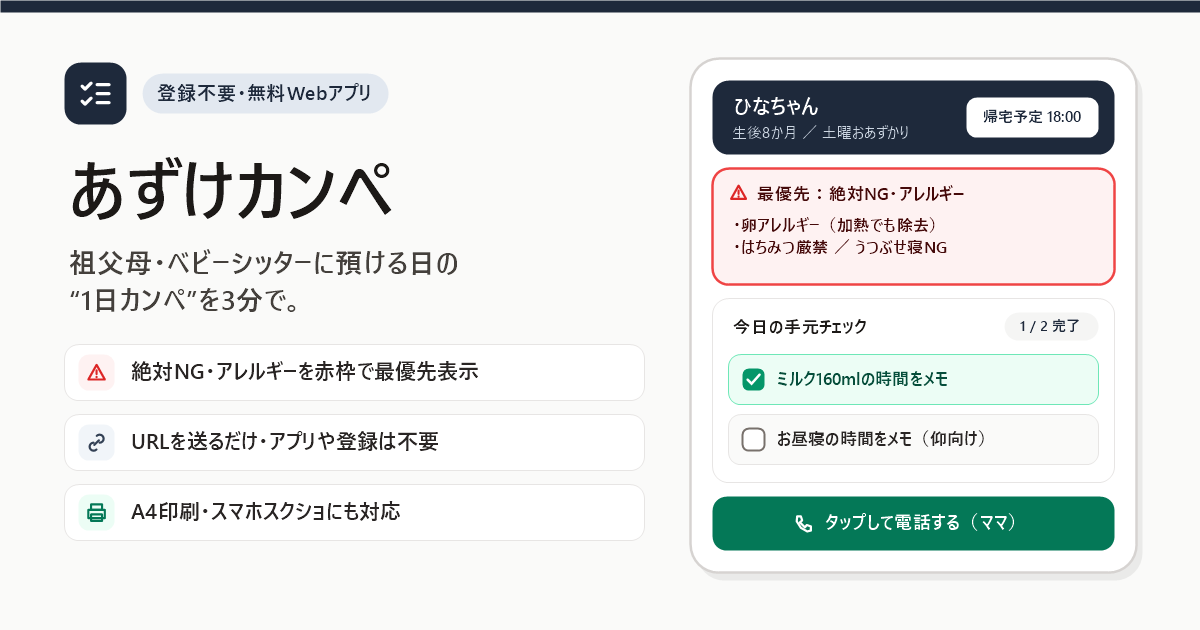 登録不要・無料Webアプリ
あずけカンペ
祖父母・ベビーシッターに預ける日の
“1日カンペ”を3分で。
絶対NG・アレルギーを赤枠で最優先表示
URLを送るだけ・アプリや登録は不要
A4印刷・スマホスクショにも対応
ひなちゃん
生後8か月 ／ 土曜おあずかり
帰宅予定 18:00
最優先：絶対NG・アレルギー
・卵アレルギー（加熱でも除去）
・はちみつ厳禁 ／ うつぶせ寝NG
今日の手元チェック
1 / 2 完了
ミルク160mlの時間をメモ
お昼寝の時間をメモ（仰向け）
タップして電話する（ママ）